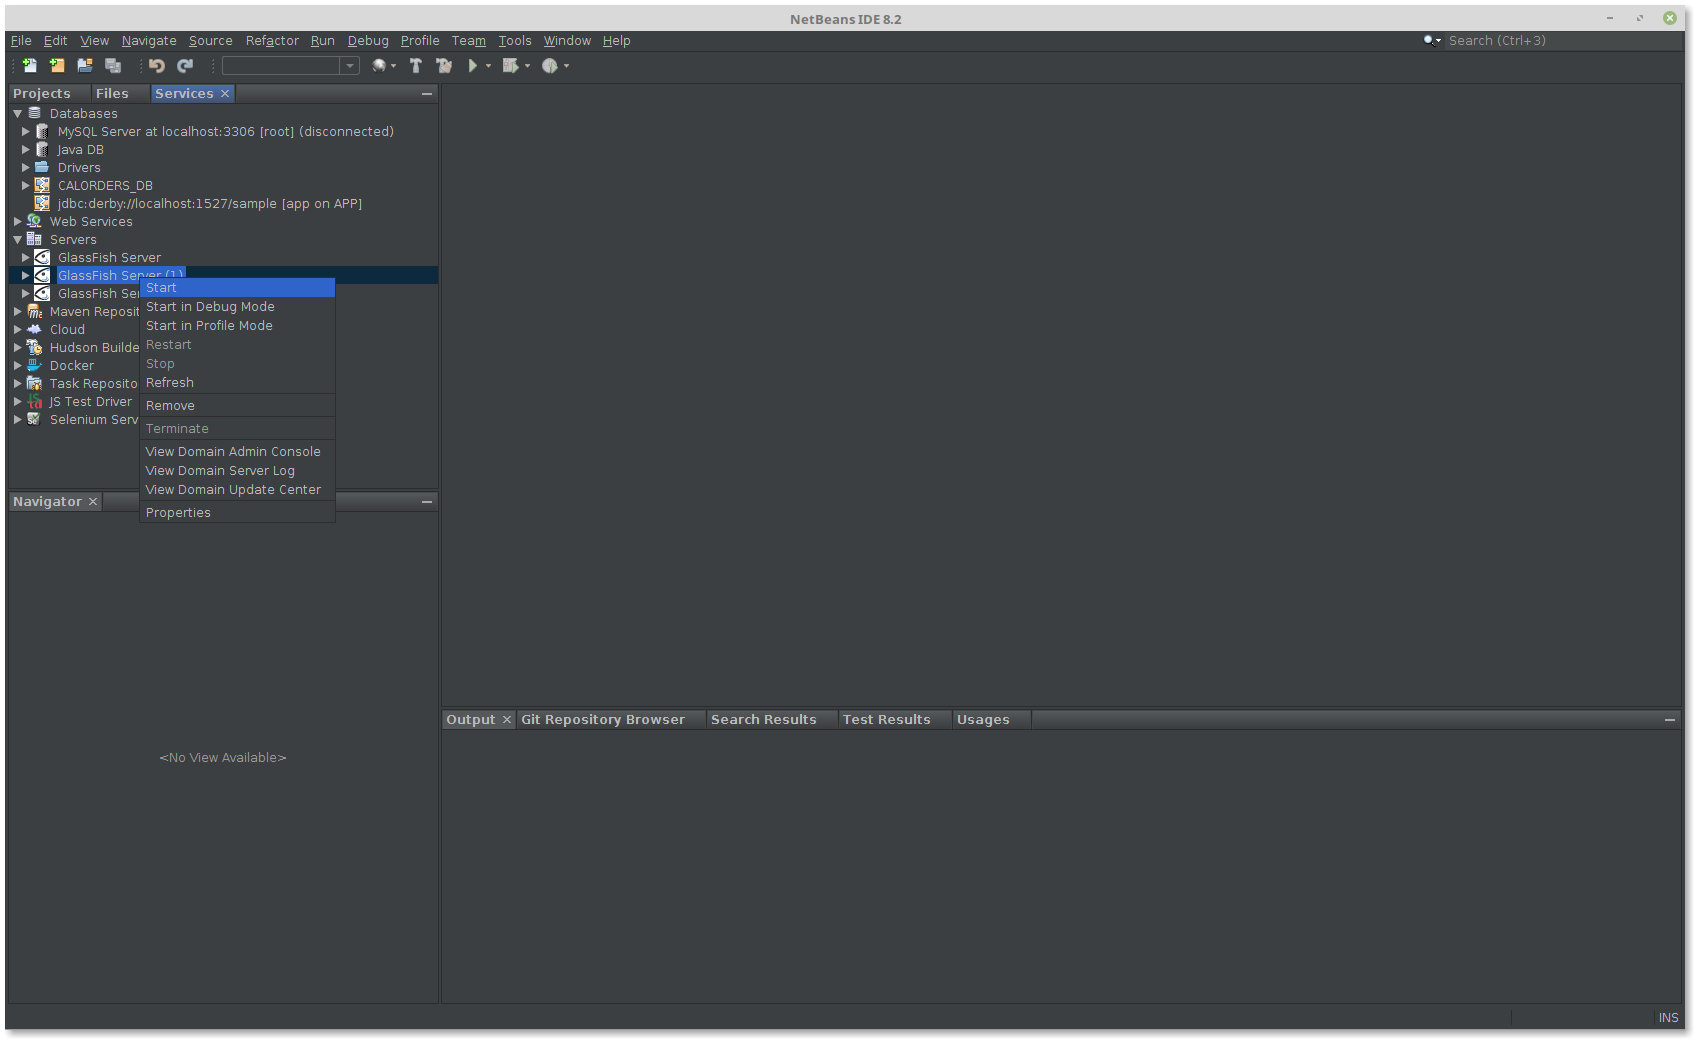 NetBeans IDE 8.2
File Edit View Navigate Source Refactor Run Debug Profile Team Tools Window Help
Search (Ctrl+3)
Projects Files Services
Databases
MySQL Server at localhost:3306 [root] (disconnected)
Java DB
Drivers
CALORDERS_DB
jdbc:derby://localhost:1527/sample [app on APP]
Web Services
Servers
GlassFish Server
GlassFish Server (1)
GlassFish Ser
Maven Reposit
Cloud
Hudson Builde
Docker
Task Reposito
JS Test Driver
Selenium Serv
Start
Start in Debug Mode
Start in Profile Mode
Restart
Stop
Refresh
Remove
Terminate
View Domain Admin Console
View Domain Server Log
View Domain Update Center
Properties
Navigator
<No View Available>
Output Git Repository Browser Search Results Test Results Usages
INS